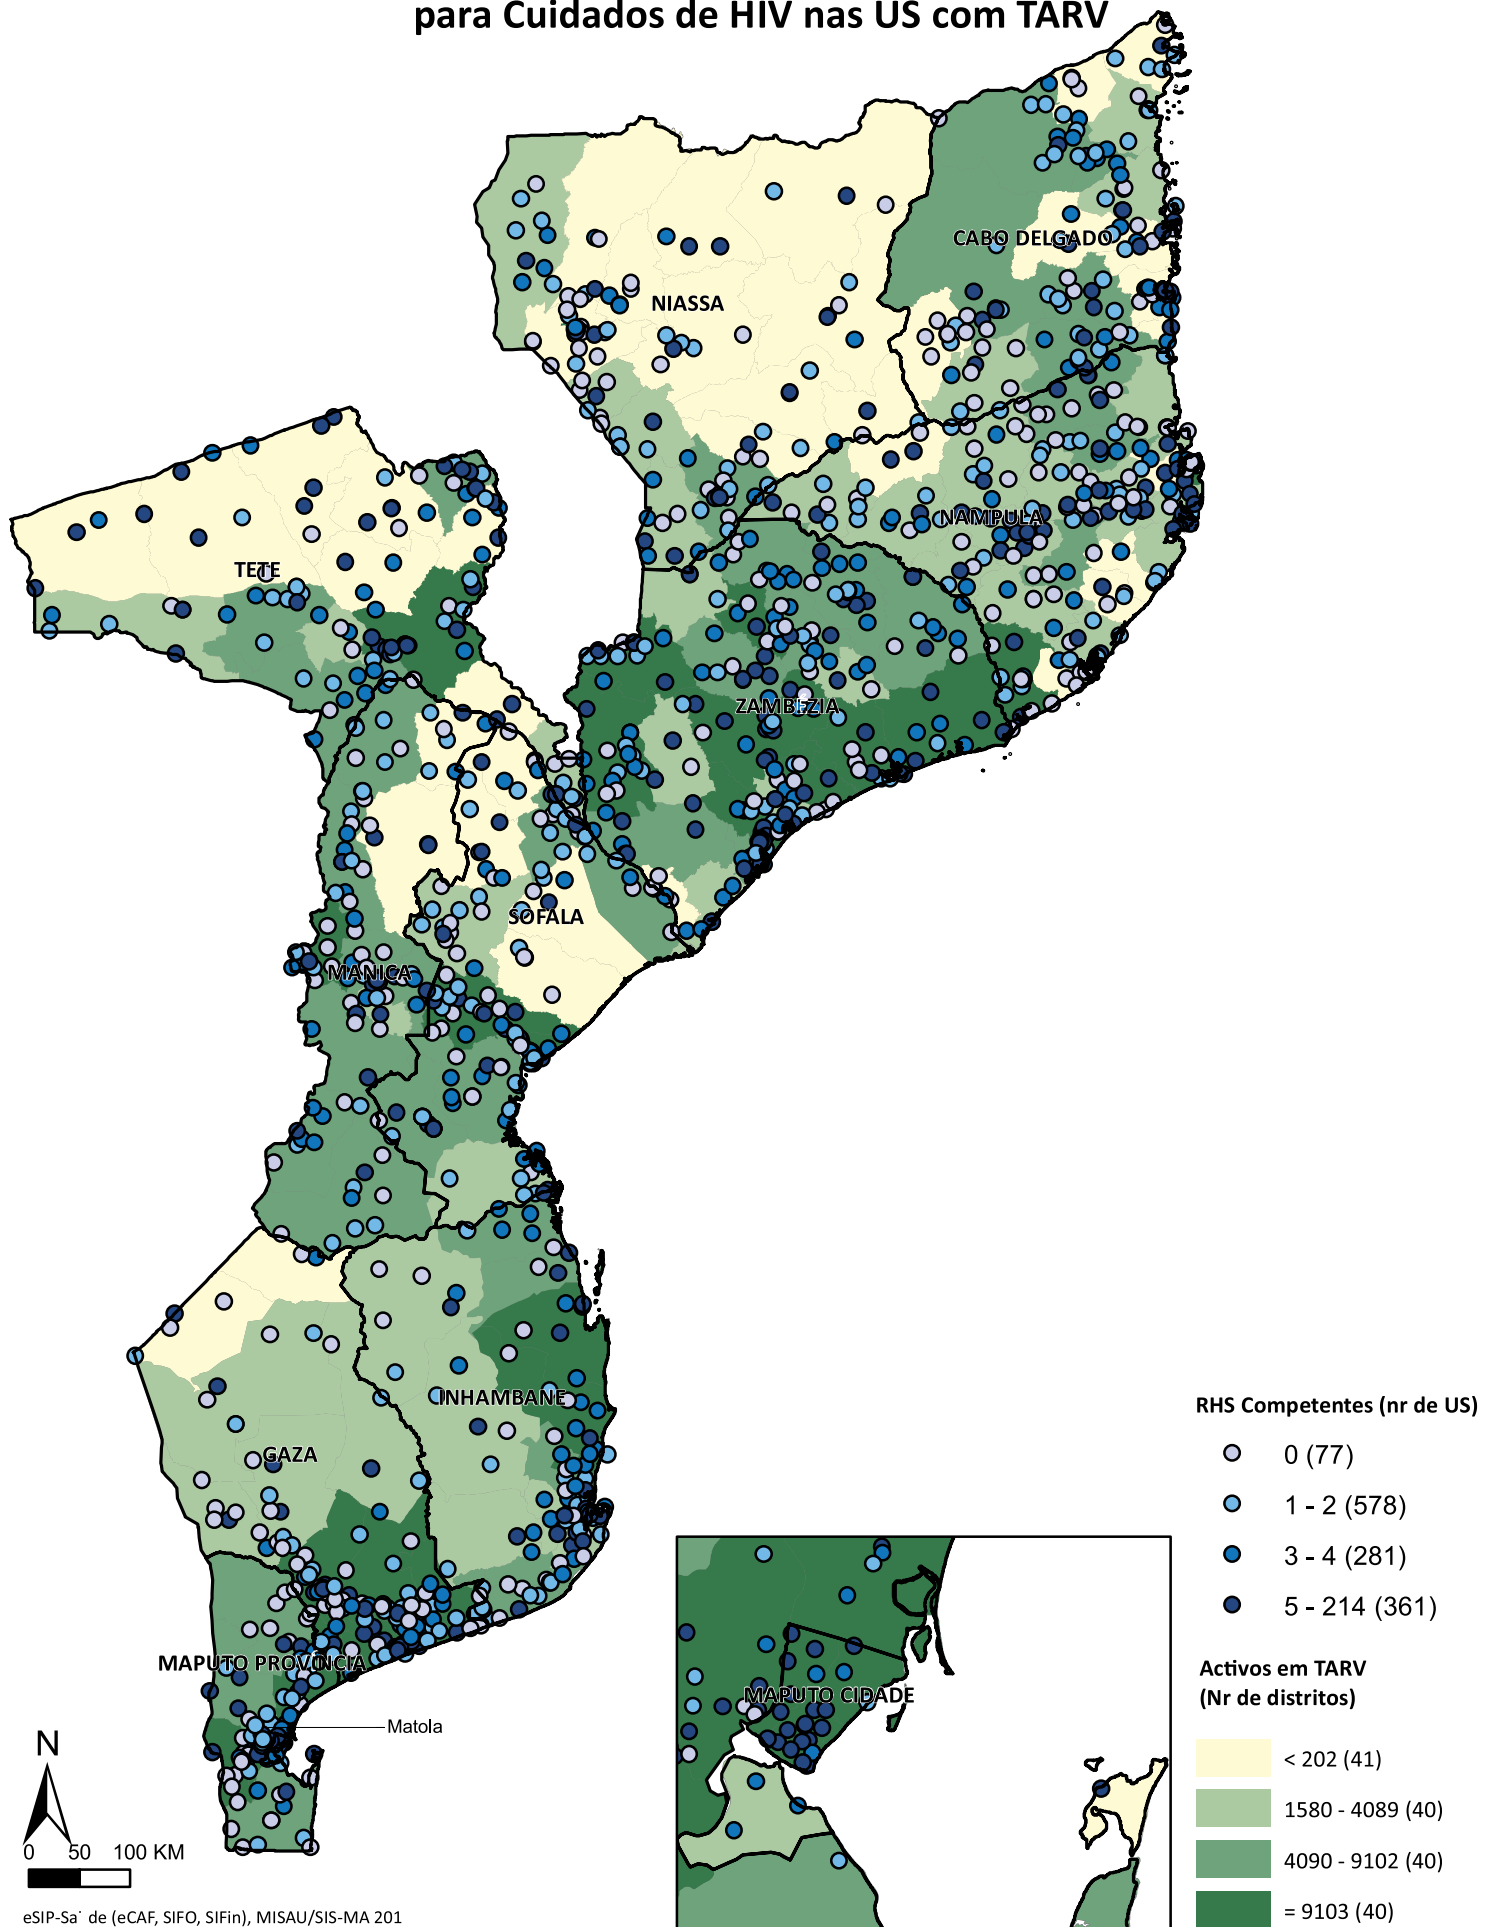 para Cuidados de HIV nas US com TARV
CABO DELGADO
NIASSA
NAMPULA
TETE
ZAMBÉZIA
SOFALA
MANICA
INHAMBANE
GAZA
MAPUTO PROVÍNCIA
Matola
MAPUTO CIDADE
N
0 50 100 KM
eSIP-Sa˙ de (eCAF, SIFO, SIFin), MISAU/SIS-MA 201
RHS Competentes (nr de US)
0 (77)
1 - 2 (578)
3 - 4 (281)
5 - 214 (361)
Activos em TARV
(Nr de distritos)
< 202 (41)
1580 - 4089 (40)
4090 - 9102 (40)
= 9103 (40)